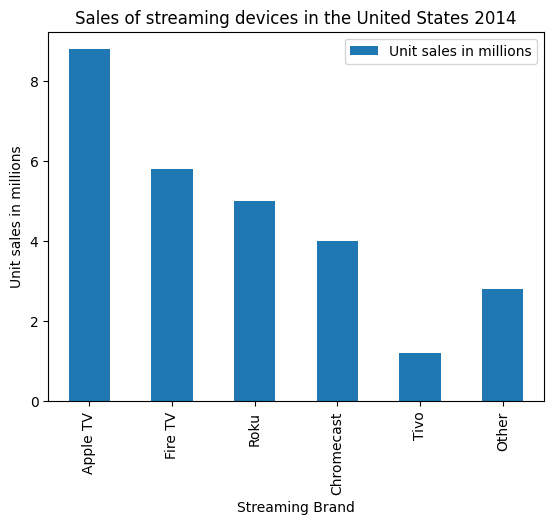 Sales of streaming devices in the United States 2014
Unit sales in millions
Unit sales in millions
8
6
4
2
0
Apple TV
Fire TV
Roku
Chromecast
Tivo
Other
Streaming Brand